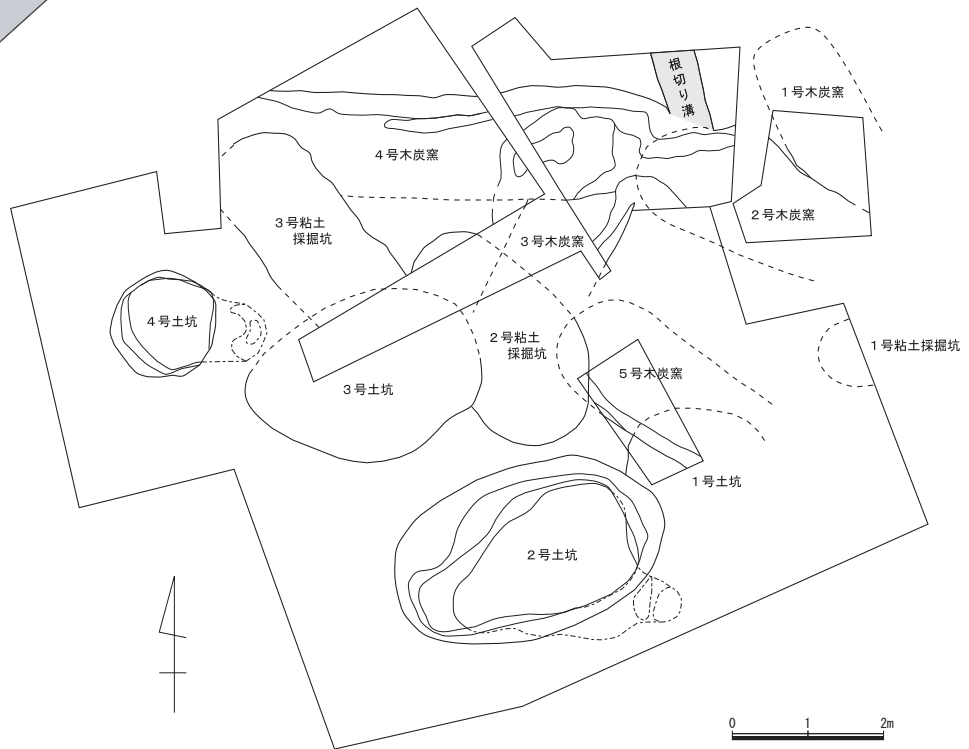 根切り溝
１号木炭窯
４号木炭窯
２号木炭窯
３号粘土
採掘坑
３号木炭窯
４号土坑
２号粘土
採掘坑
１号粘土採掘坑
５号木炭窯
３号土坑
１号土坑
２号土坑
0 1 2m